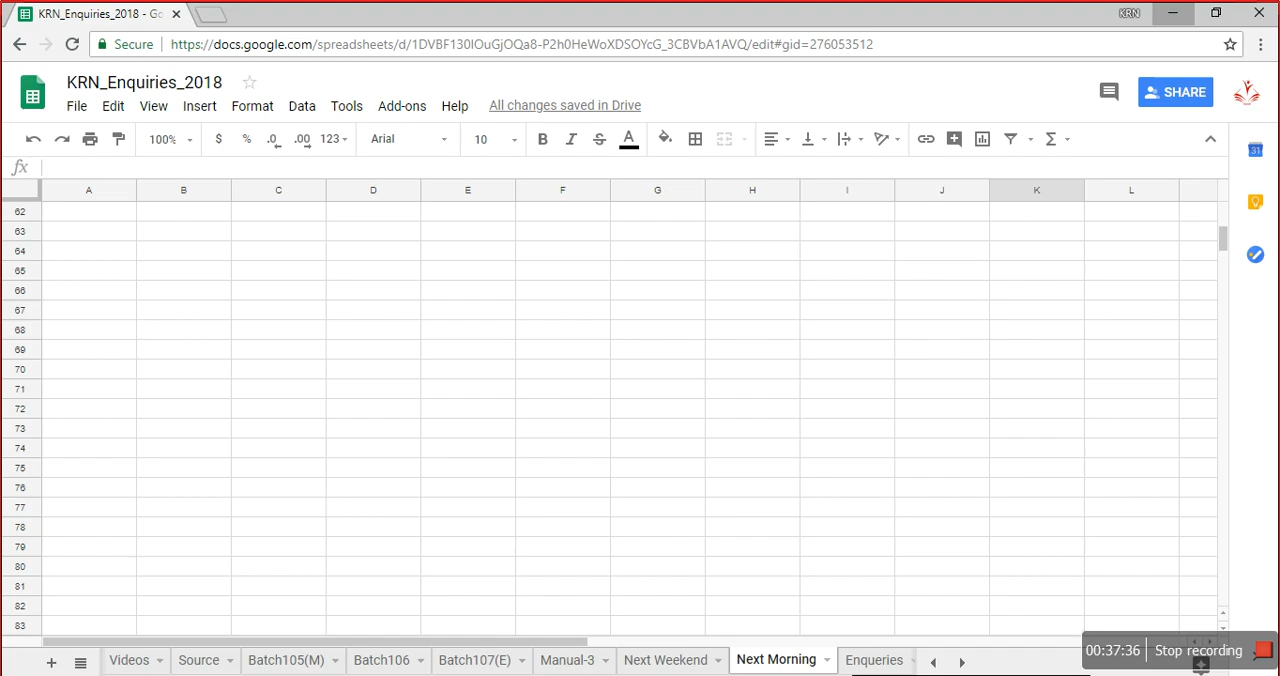 KRN_Enquiries_2018 - Go
KRN
Secure
https://docs.google.com/spreadsheets/d/1DVBF130IOuGjOQa8-P2h0HeWoXDSOYcG_3CBVbA1AVQ/edit#gid=276053512
KRN_Enquiries_2018
File Edit View Insert Format Data Tools Add-ons Help All changes saved in Drive
SHARE
100% $ % .0 .00 123 Arial 10 B I S A Σ
31
fx
A B C D E F G H I J K L
62
63
64
65
66
67
68
69
70
71
72
73
74
75
76
77
78
79
80
81
82
83
Videos Source Batch105(M) Batch106 Batch107(E) Manual-3 Next Weekend Next Morning Enqueries
00:37:36 Stop recording